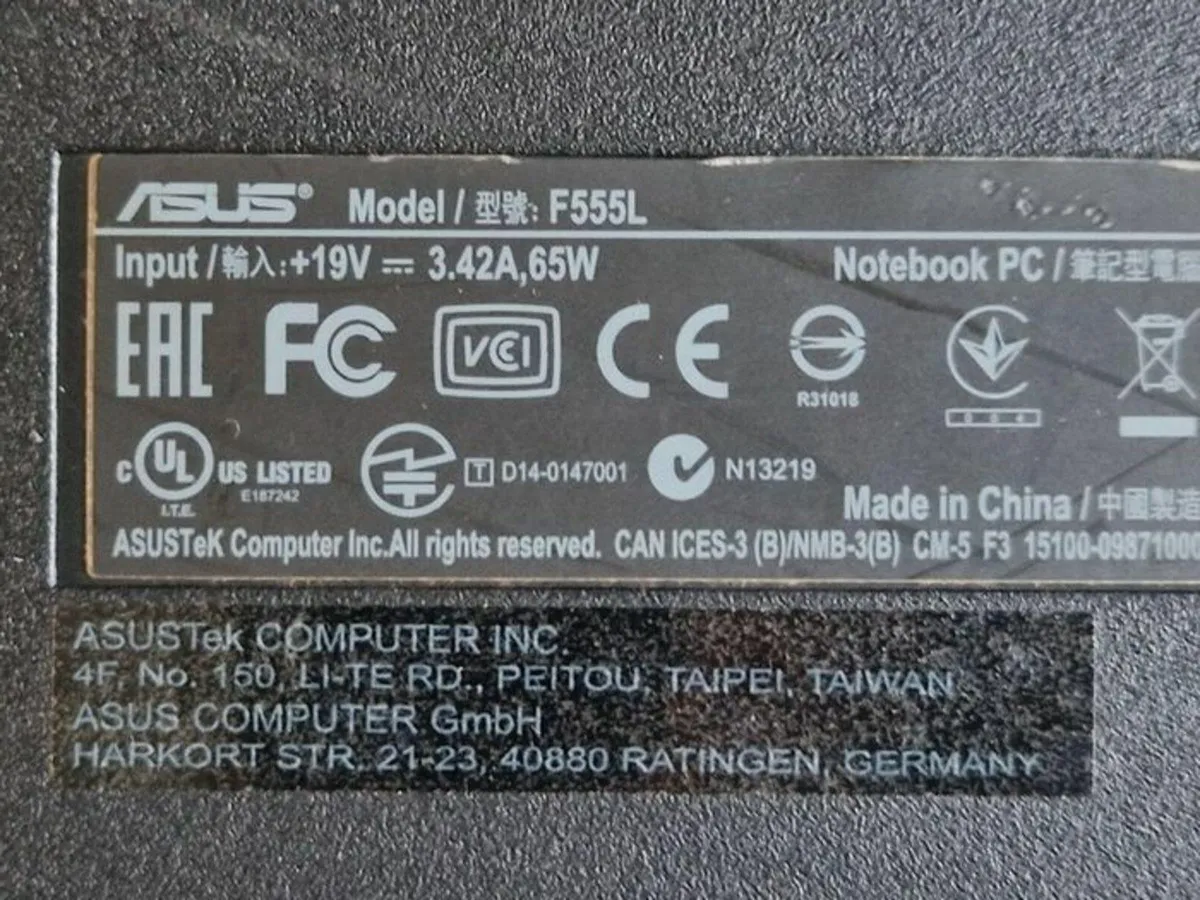 ASUS® Model / 型號: F555L
Input / 輸入: +19V ⎓ 3.42A, 65W Notebook PC / 筆記型電腦
EAC FC VCCI CE
R31018
c UL US LISTED
I.T.E.
E187242
T D14-0147001 N13219
Made in China / 中國製造
ASUSTeK Computer Inc.All rights reserved. CAN ICES-3 (B)/NMB-3(B) CM-5 F3
ASUSTek COMPUTER INC.
4F, No. 150, LI-TE RD., PEITOU, TAIPEI, TAIWAN
ASUS COMPUTER GmbH
HARKORT STR. 21-23, 40880 RATINGEN, GERMANY